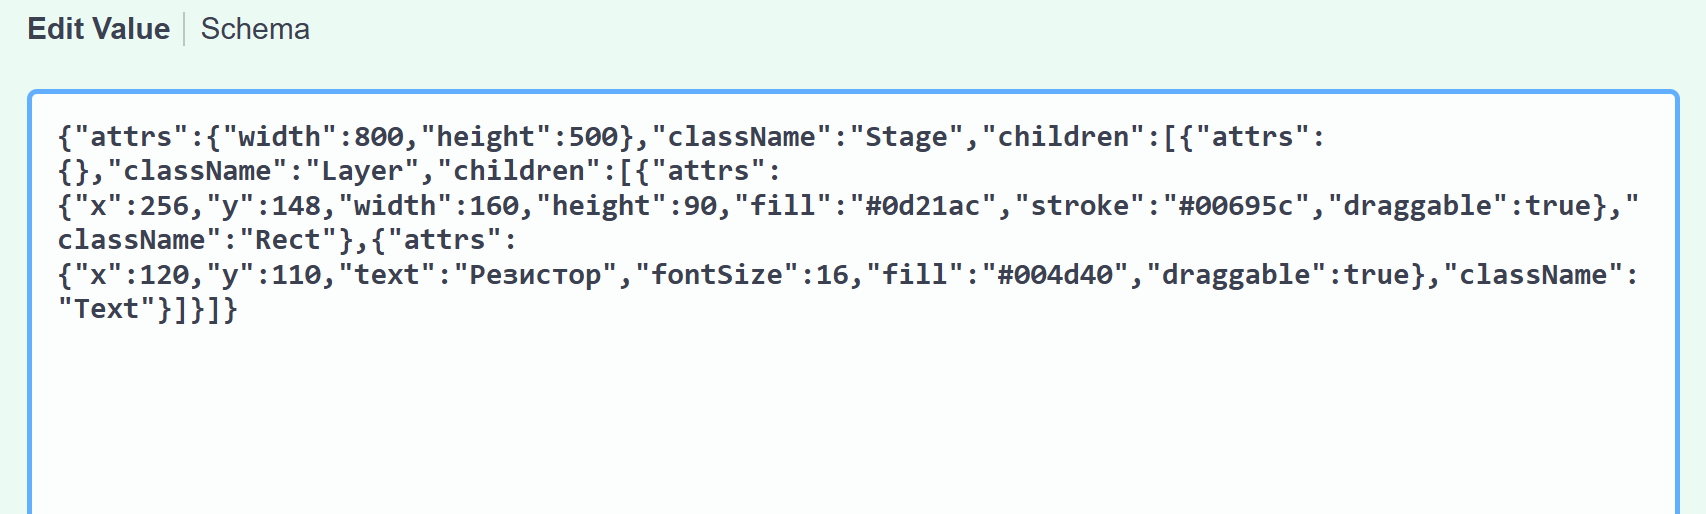 Edit Value
Schema
{"attrs":{"width":800,"height":500},"className":"Stage","children":[{"attrs":
{},"className":"Layer","children":[{"attrs":
{"x":256,"y":148,"width":160,"height":90,"fill":"#0d21ac","stroke":"#00695c","draggable":true},"
className":"Rect"},{"attrs":
{"x":120,"y":110,"text":"Резистор","fontSize":16,"fill":"#004d40","draggable":true},"className":
"Text"}]}]}